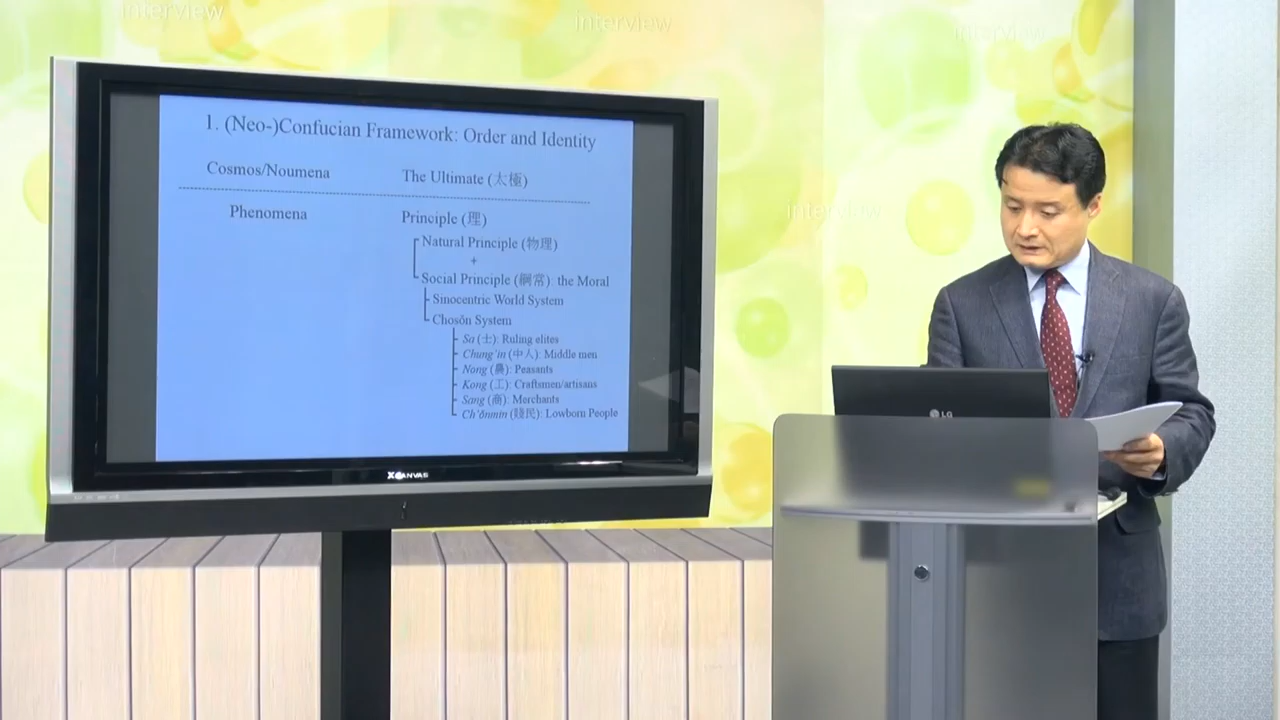 interview
interview
interview
interview
1. (Neo-)Confucian Framework: Order and Identity
Cosmos/Noumena The Ultimate (太極)
Phenomena Principle (理)
Natural Principle (物理)
+
Social Principle (綱常): the Moral
Sinocentric World System
Chosŏn System
Sa (士): Ruling elites
Chung'in (中人): Middle men
Nong (農): Peasants
Kong (工): Craftsmen/artisans
Sang (商): Merchants
Ch'ŏnmin (賤民): Lowborn People
XCANVAS
LG